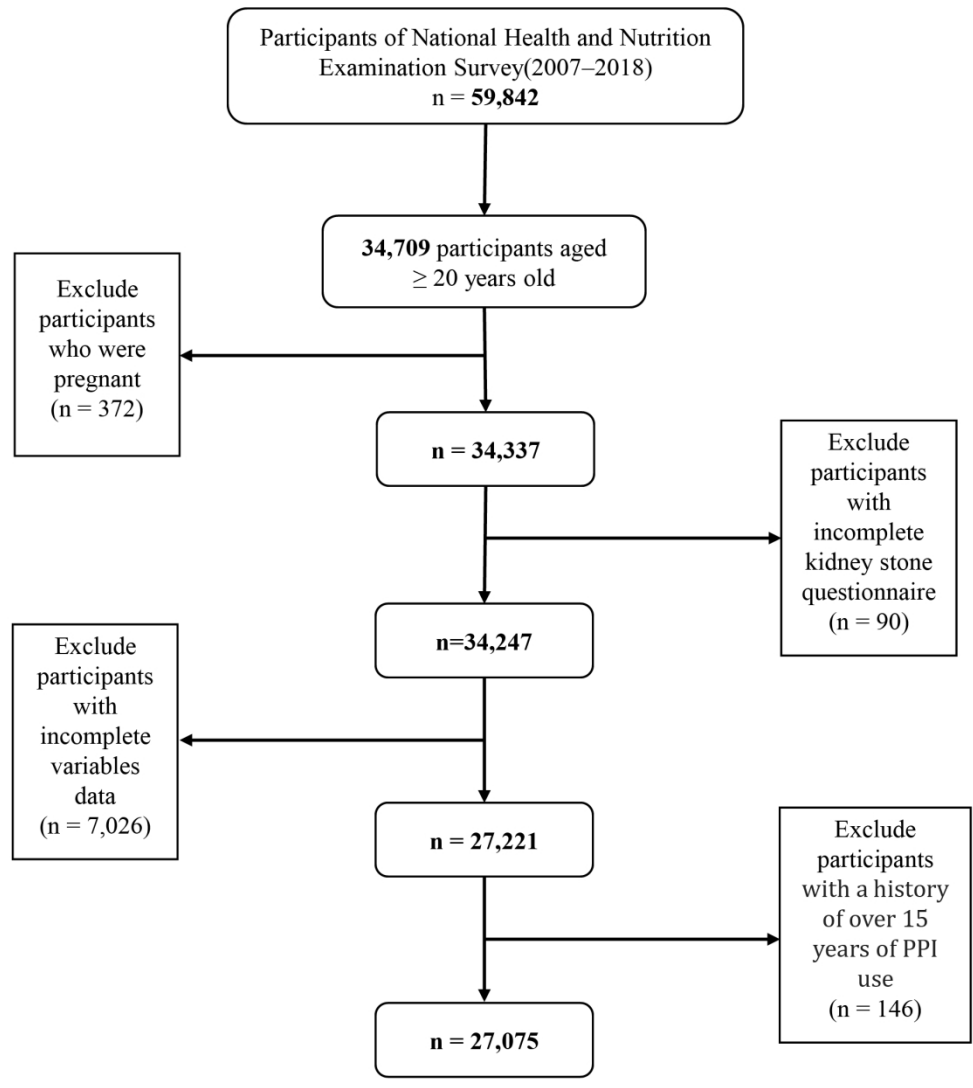 Participants of National Health and Nutrition
Examination Survey(2007–2018)
n = 59,842
34,709 participants aged
≥ 20 years old
Exclude
participants
who were
pregnant
(n = 372)
n = 34,337
Exclude
participants
with
incomplete
kidney stone
questionnaire
(n = 90)
n=34,247
Exclude
participants
with
incomplete
variables
data
(n = 7,026)
n = 27,221
Exclude
participants
with a history
of over 15
years of PPI
use
(n = 146)
n = 27,075